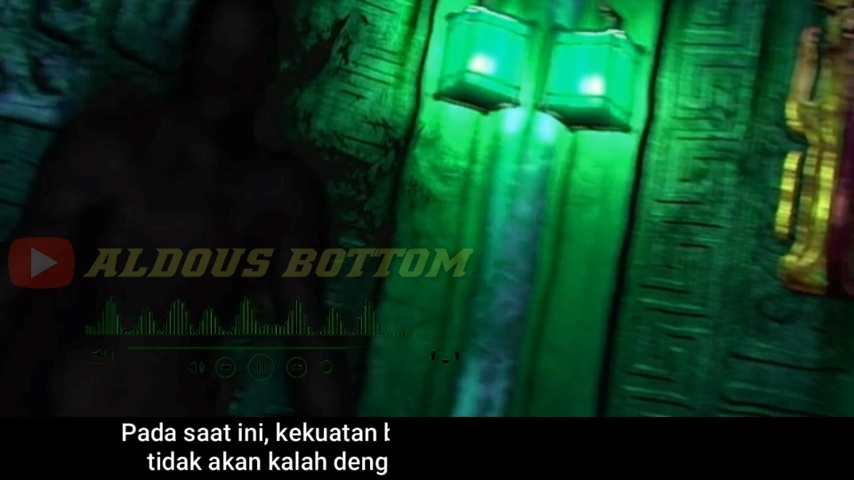 ALDOUS BOTTOM
Pada saat ini, kekuatan
tidak akan kalah deng